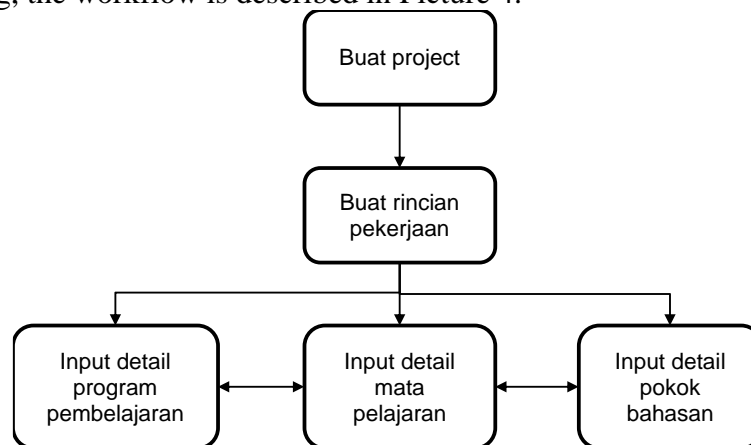 g, the workflow is described in Picture 4.
Buat project
Buat rincian
pekerjaan
Input detail
program
pembelajaran
Input detail
mata
pelajaran
Input detail
pokok
bahasan